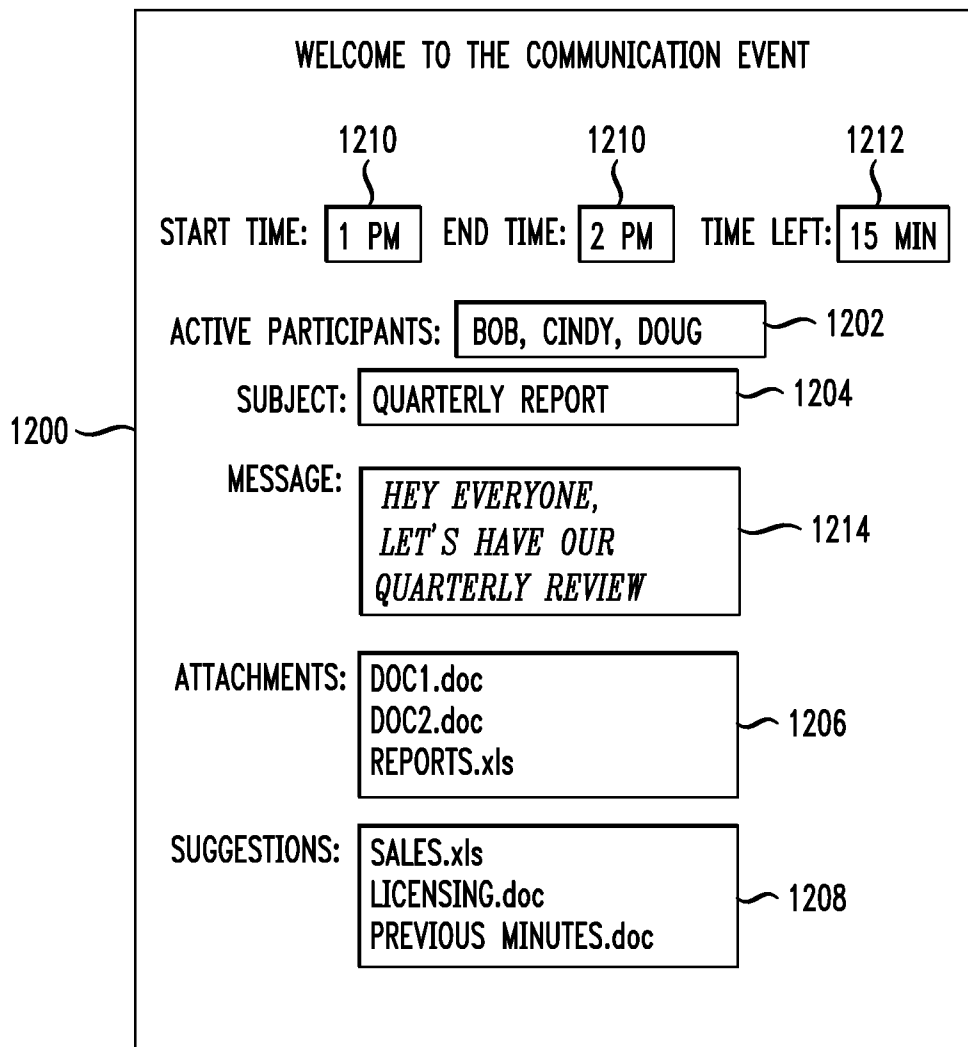 WELCOME TO THE COMMUNICATION EVENT
1210 1210 1212
START TIME: 1 PM END TIME: 2 PM TIME LEFT: 15 MIN
ACTIVE PARTICIPANTS: BOB, CINDY, DOUG 1202
SUBJECT: QUARTERLY REPORT 1204
1200
MESSAGE: HEY EVERYONE,
LET'S HAVE OUR 1214
QUARTERLY REVIEW
ATTACHMENTS: DOC1.doc
DOC2.doc 1206
REPORTS.xls
SUGGESTIONS: SALES.xls
LICENSING.doc 1208
PREVIOUS MINUTES.doc